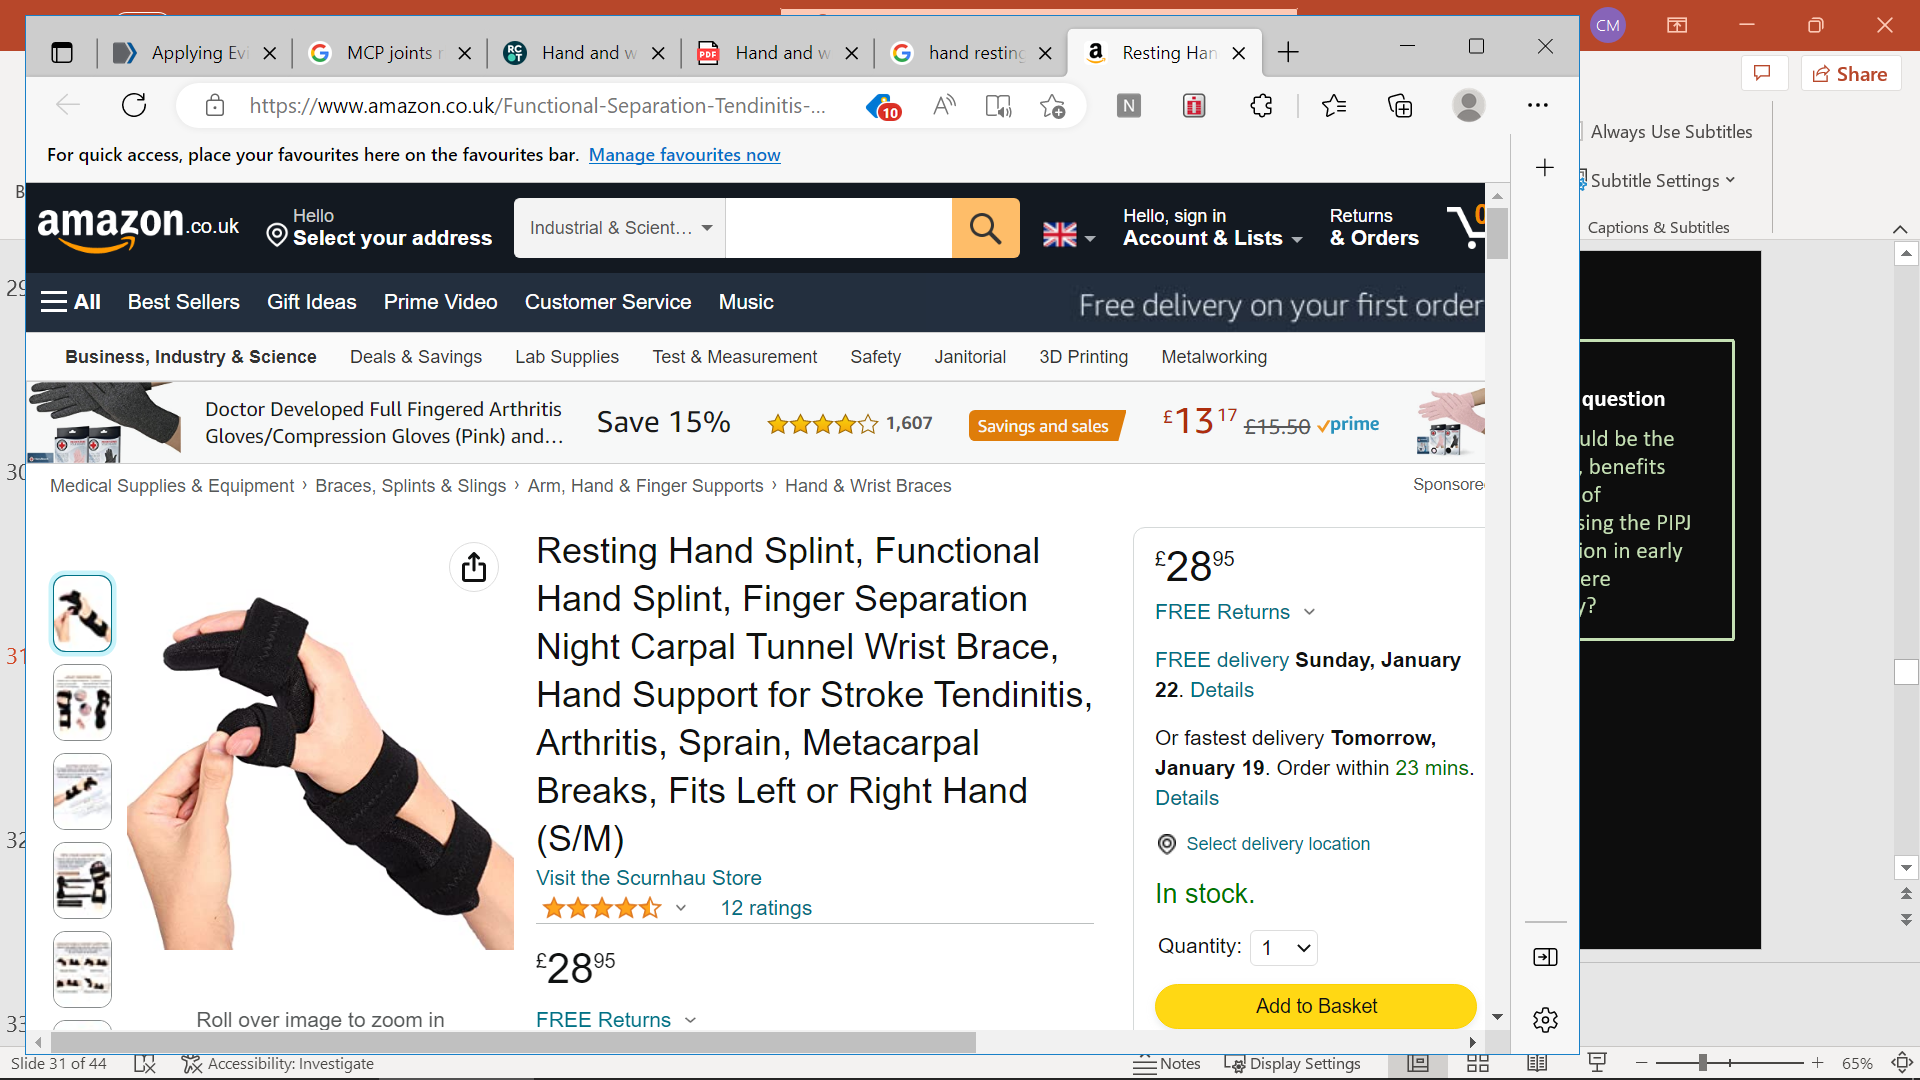 CM
Applying Evi
MCP joints r
Hand and w
Hand and w
hand resting
Resting Han
Share
https://www.amazon.co.uk/Functional-Separation-Tendinitis-...
10
Always Use Subtitles
For quick access, place your favourites here on the favourites bar. Manage favourites now
Subtitle Settings
Captions & Subtitles
amazon.co.uk
Hello
Select your address
Industrial & Scient...
Hello, sign in
Account & Lists
Returns
& Orders
0
All
Best Sellers
Gift Ideas
Prime Video
Customer Service
Music
Free delivery on your first order
Business, Industry & Science
Deals & Savings
Lab Supplies
Test & Measurement
Safety
Janitorial
3D Printing
Metalworking
Doctor Developed Full Fingered Arthritis
Gloves/Compression Gloves (Pink) and...
Save 15%
1,607
Savings and sales
£13 17 £15.50 prime
Medical Supplies & Equipment › Braces, Splints & Slings › Arm, Hand & Finger Supports › Hand & Wrist Braces
Sponsore
Resting Hand Splint, Functional
Hand Splint, Finger Separation
Night Carpal Tunnel Wrist Brace,
Hand Support for Stroke Tendinitis,
Arthritis, Sprain, Metacarpal
Breaks, Fits Left or Right Hand
(S/M)
Visit the Scurnhau Store
12 ratings
£28 95
FREE Returns
Roll over image to zoom in
£28 95
FREE Returns
FREE delivery Sunday, January
22. Details
Or fastest delivery Tomorrow,
January 19. Order within 23 mins.
Details
Select delivery location
In stock.
Quantity: 1
Add to Basket
question
uld be the
, benefits
of
sing the PIPJ
ion in early
ere
y?
29
30
31
32
33
Slide 31 of 44
Accessibility: Investigate
Notes
Display Settings
65%